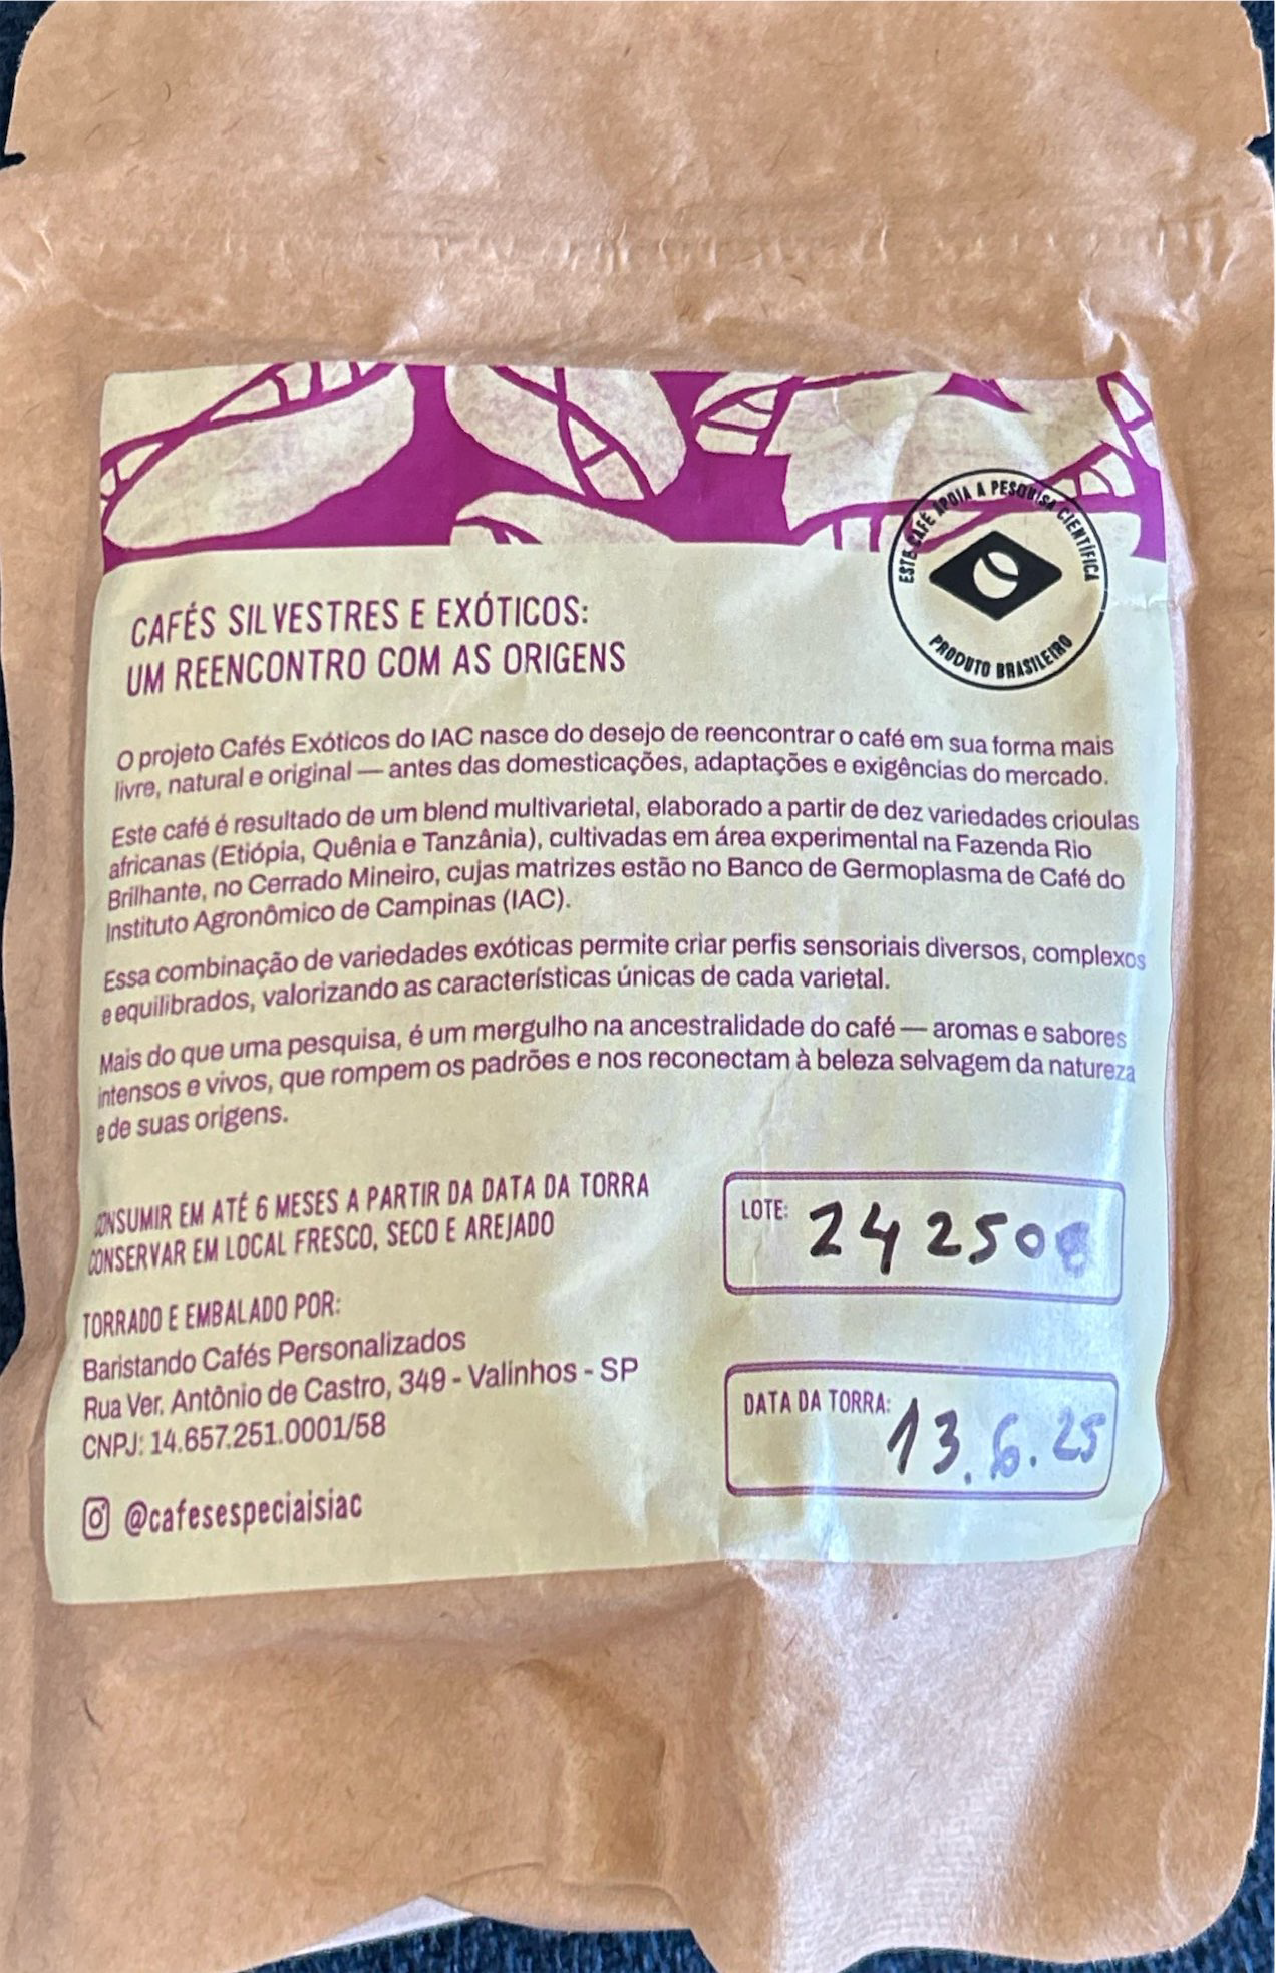 ESTE CAFÉ APOIA A PESQUISA CIENTÍFICA
PRODUTO BRASILEIRO
CAFÉS SILVESTRES E EXÓTICOS:
UM REENCONTRO COM AS ORIGENS
O projeto Cafés Exóticos do IAC nasce do desejo de reencontrar o café em sua forma mais
livre, natural e original — antes das domesticações, adaptações e exigências do mercado.
Este café é resultado de um blend multivarietal, elaborado a partir de dez variedades crioulas
africanas (Etiópia, Quênia e Tanzânia), cultivadas em área experimental na Fazenda Rio
Brilhante, no Cerrado Mineiro, cujas matrizes estão no Banco de Germoplasma de Café do
Instituto Agronômico de Campinas (IAC).
Essa combinação de variedades exóticas permite criar perfis sensoriais diversos, complexos
e equilibrados, valorizando as características únicas de cada varietal.
Mais do que uma pesquisa, é um mergulho na ancestralidade do café — aromas e sabores
intensos e vivos, que rompem os padrões e nos reconectam à beleza selvagem da natureza
e de suas origens.
CONSUMIR EM ATÉ 6 MESES A PARTIR DA DATA DA TORRA
CONSERVAR EM LOCAL FRESCO, SECO E AREJADO
LOTE: 242508
TORRADO E EMBALADO POR:
Baristando Cafés Personalizados
Rua Ver. Antônio de Castro, 349 - Valinhos - SP
CNPJ: 14.657.251.0001/58
DATA DA TORRA: 13.6.25
@cafesespeciaisiac